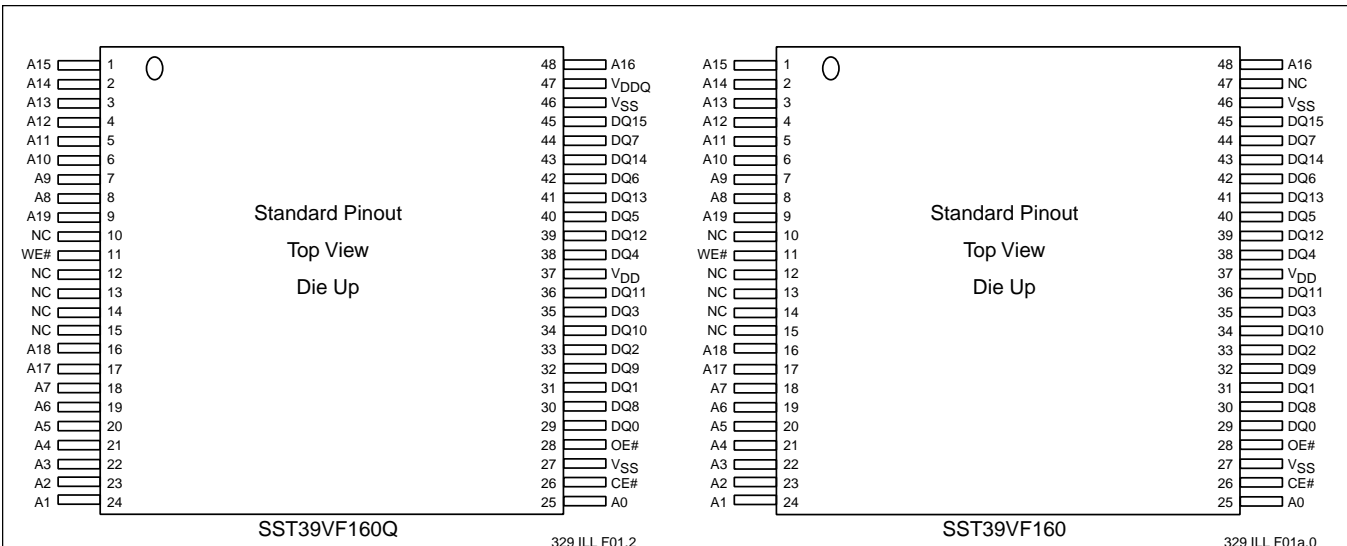 A15 1 48 A16
A14 2 47 VDDQ
A13 3 46 VSS
A12 4 45 DQ15
A11 5 44 DQ7
A10 6 43 DQ14
A9 7 42 DQ6
A8 8 41 DQ13
A19 9 40 DQ5
NC 10 39 DQ12
WE# 11 38 DQ4
NC 12 37 VDD
NC 13 36 DQ11
NC 14 35 DQ3
NC 15 34 DQ10
A18 16 33 DQ2
A17 17 32 DQ9
A7 18 31 DQ1
A6 19 30 DQ8
A5 20 29 DQ0
A4 21 28 OE#
A3 22 27 VSS
A2 23 26 CE#
A1 24 25 A0
Standard Pinout
Top View
Die Up
SST39VF160Q
329 ILL F01.2
A15 1 48 A16
A14 2 47 NC
A13 3 46 VSS
A12 4 45 DQ15
A11 5 44 DQ7
A10 6 43 DQ14
A9 7 42 DQ6
A8 8 41 DQ13
A19 9 40 DQ5
NC 10 39 DQ12
WE# 11 38 DQ4
NC 12 37 VDD
NC 13 36 DQ11
NC 14 35 DQ3
NC 15 34 DQ10
A18 16 33 DQ2
A17 17 32 DQ9
A7 18 31 DQ1
A6 19 30 DQ8
A5 20 29 DQ0
A4 21 28 OE#
A3 22 27 VSS
A2 23 26 CE#
A1 24 25 A0
Standard Pinout
Top View
Die Up
SST39VF160
329 ILL F01a.0